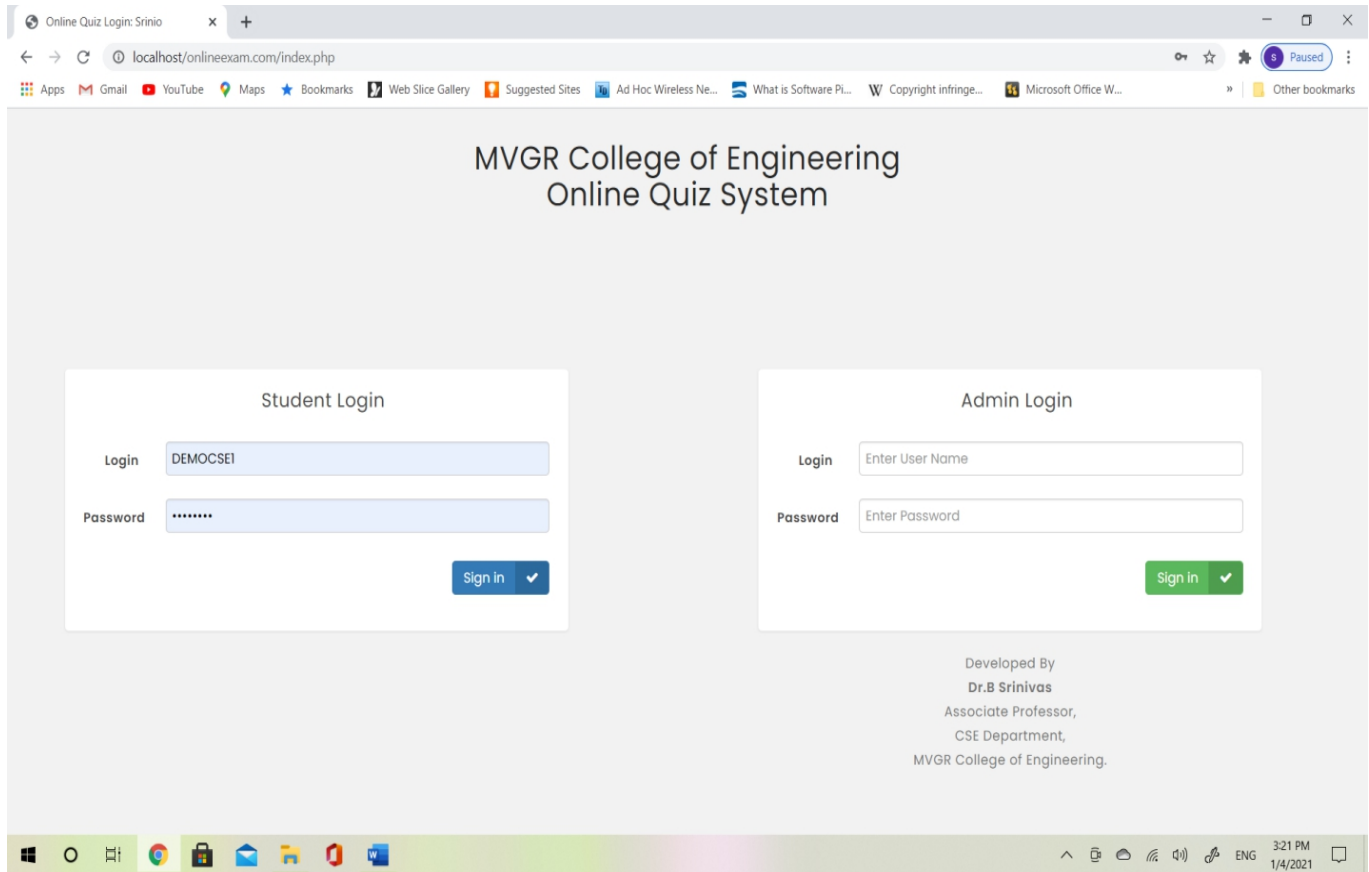 Online Quiz Login: Srinio
localhost/onlineexam.com/index.php
S Paused
Apps Gmail YouTube Maps Bookmarks Web Slice Gallery Suggested Sites Ad Hoc Wireless Ne... What is Software Pi... Copyright infringe... Microsoft Office W... » Other bookmarks
MVGR College of Engineering
Online Quiz System
Student Login
Login DEMOCSE1
Password ••••••••
Sign in
Admin Login
Login Enter User Name
Password Enter Password
Sign in
Developed By
Dr.B Srinivas
Associate Professor,
CSE Department,
MVGR College of Engineering.
ENG
3:21 PM
1/4/2021